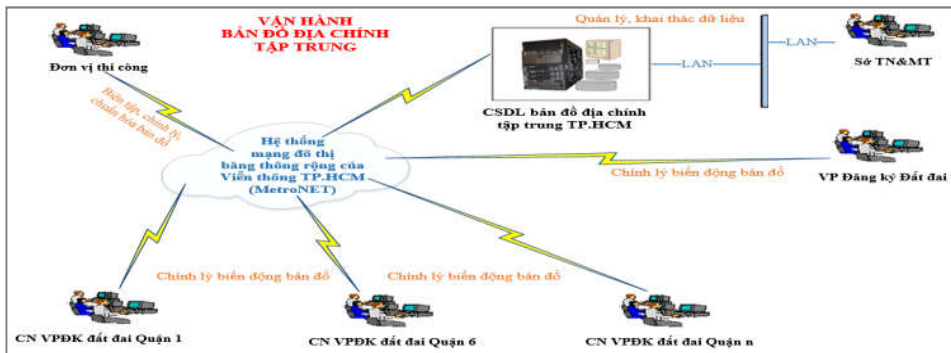 VẬN HÀNH
BẢN ĐỒ ĐỊA CHÍNH
TẬP TRUNG
Quản lý, khai thác dữ liệu
LAN
LAN
Đơn vị thi công
Sở TN&MT
Biên tập, chỉnh lý,
chuẩn hóa bản đồ
CSDL bản đồ địa chính
tập trung TP.HCM
Hệ thống
mạng đô thị
băng thông rộng của
Viễn thông TP.HCM
(MetroNET)
Chỉnh lý biến động bản đồ
VP Đăng ký Đất đai
Chỉnh lý biến động bản đồ
Chỉnh lý biến động bản đồ
CN VPĐK đất đai Quận 1
CN VPĐK đất đai Quận 6
CN VPĐK đất đai Quận n